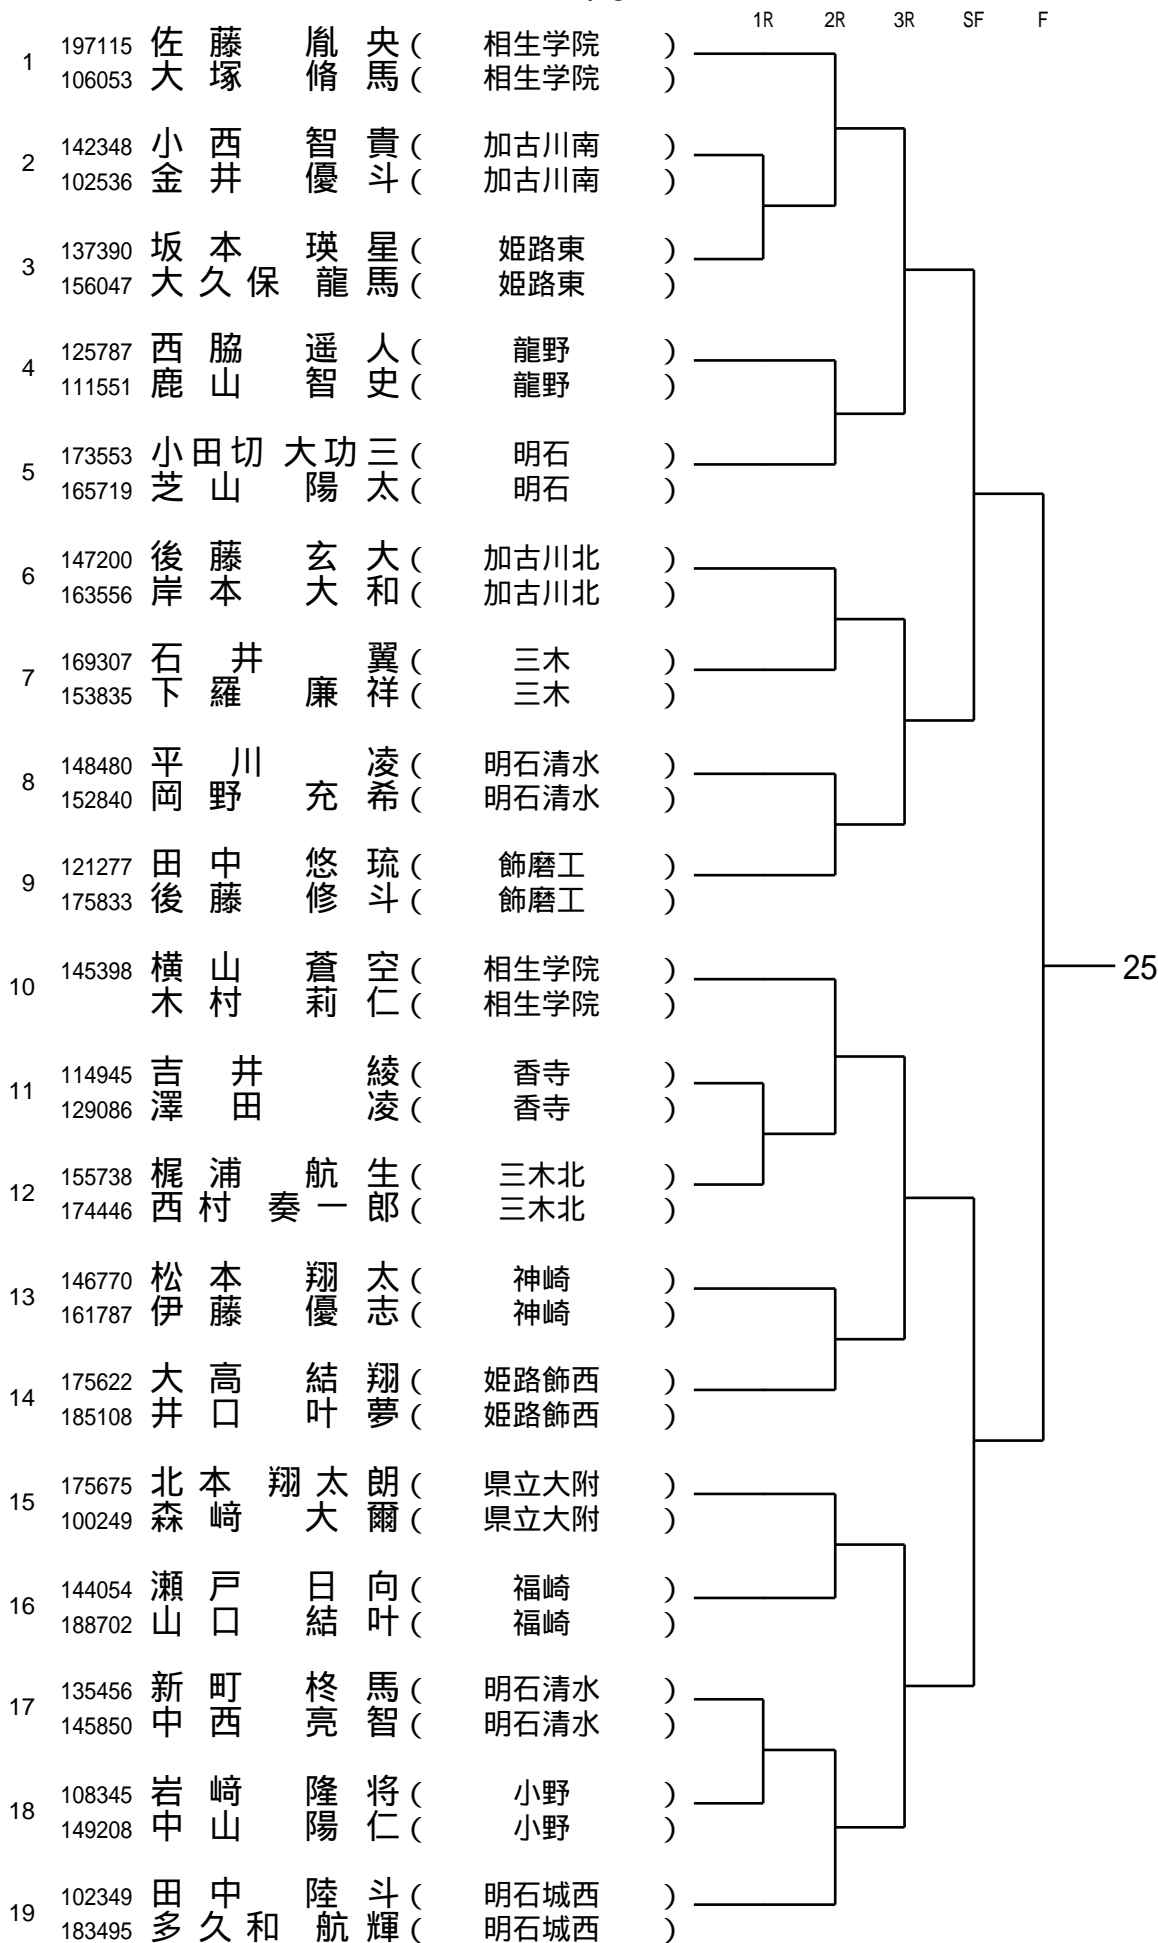 1R 2R 3R SF F
1 197115 佐藤 胤央 ( 相生学院 )
106053 大塚 脩馬 ( 相生学院 )
2 142348 小西 智貴 ( 加古川南 )
102536 金井 優斗 ( 加古川南 )
3 137390 坂本 瑛星 ( 姫路東 )
156047 大久保 龍馬 ( 姫路東 )
4 125787 西脇 遥人 ( 龍野 )
111551 鹿山 智史 ( 龍野 )
5 173553 小田切 大功三 ( 明石 )
165719 芝山 陽太 ( 明石 )
6 147200 後藤 玄大 ( 加古川北 )
163556 岸本 大和 ( 加古川北 )
7 169307 石井 翼 ( 三木 )
153835 下羅 廉祥 ( 三木 )
8 148480 平川 凌 ( 明石清水 )
152840 岡野 充希 ( 明石清水 )
9 121277 田中 悠琉 ( 飾磨工 )
175833 後藤 修斗 ( 飾磨工 )
10 145398 横山 蒼空 ( 相生学院 )
木村 莉仁 ( 相生学院 )
25
11 114945 吉井 綾 ( 香寺 )
129086 澤田 凌 ( 香寺 )
12 155738 梶浦 航生 ( 三木北 )
174446 西村 奏一郎 ( 三木北 )
13 146770 松本 翔太 ( 神崎 )
161787 伊藤 優志 ( 神崎 )
14 175622 大高 結翔 ( 姫路飾西 )
185108 井口 叶夢 ( 姫路飾西 )
15 175675 北本 翔太朗 ( 県立大附 )
100249 森﨑 大爾 ( 県立大附 )
16 144054 瀬戸 日向 ( 福崎 )
188702 山口 結叶 ( 福崎 )
17 135456 新町 柊馬 ( 明石清水 )
145850 中西 亮智 ( 明石清水 )
18 108345 岩﨑 隆将 ( 小野 )
149208 中山 陽仁 ( 小野 )
19 102349 田中 陸斗 ( 明石城西 )
183495 多久和 航輝 ( 明石城西 )